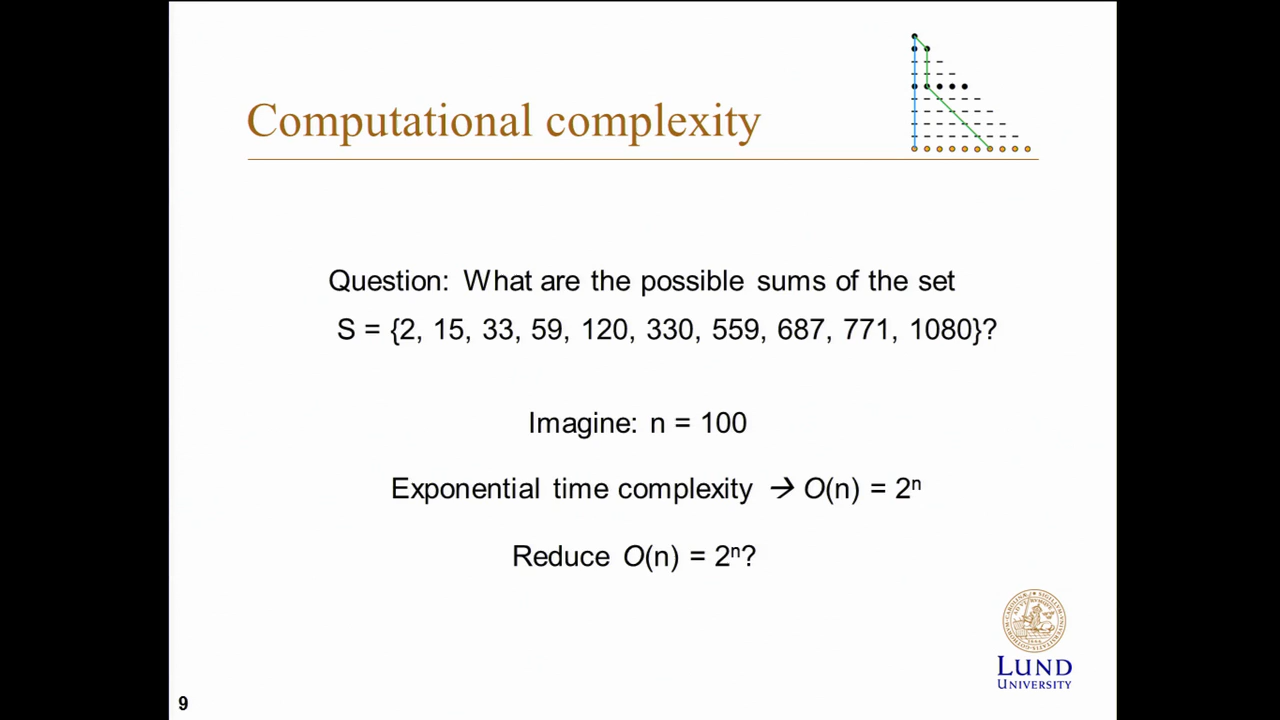 Computational complexity
Question: What are the possible sums of the set
S = {2, 15, 33, 59, 120, 330, 559, 687, 771, 1080}?
Imagine: n = 100
Exponential time complexity → O(n) = 2ⁿ
Reduce O(n) = 2ⁿ?
LUND
UNIVERSITY
9